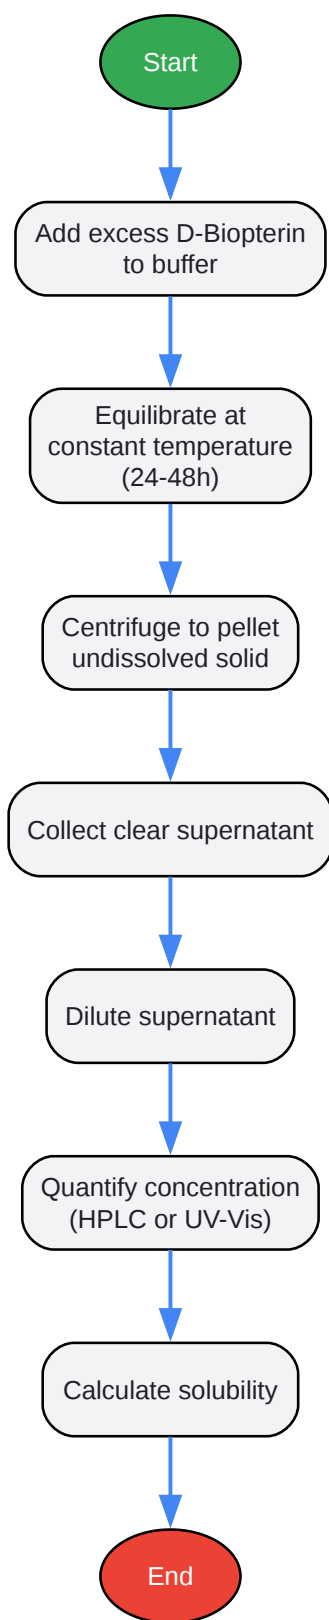 Start
Add excess D-Biopterin
to buffer
Equilibrate at
constant temperature
(24-48h)
Centrifuge to pellet
undissolved solid
Collect clear supernatant
Dilute supernatant
Quantify concentration
(HPLC or UV-Vis)
Calculate solubility
End